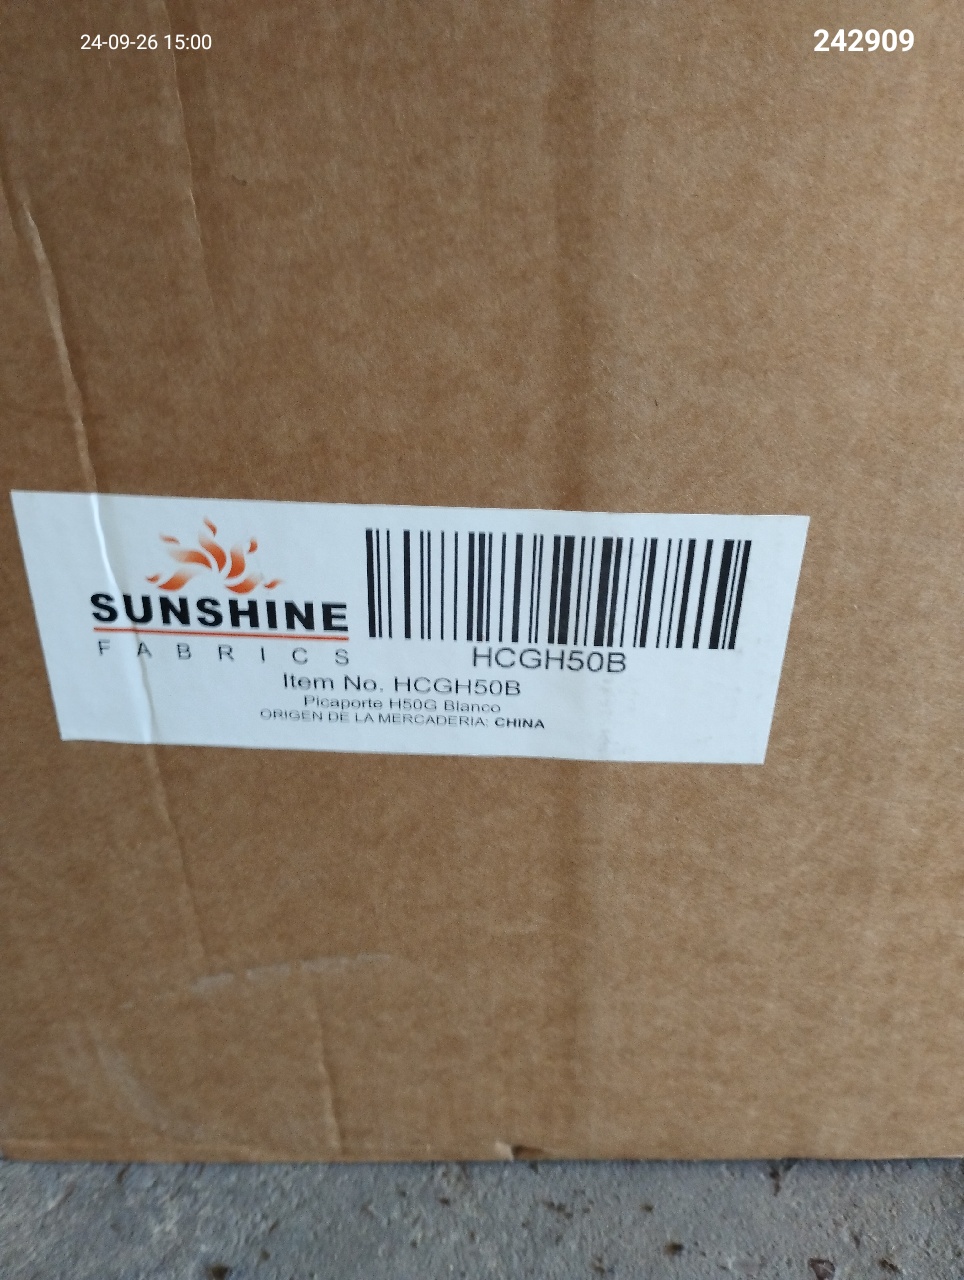 24-09-26 15:00
242909
SUNSHINE
FABRICS
HCGH50B
Item No. HCGH50B
Picaporte H50G Blanco
ORIGEN DE LA MERCADERIA: CHINA